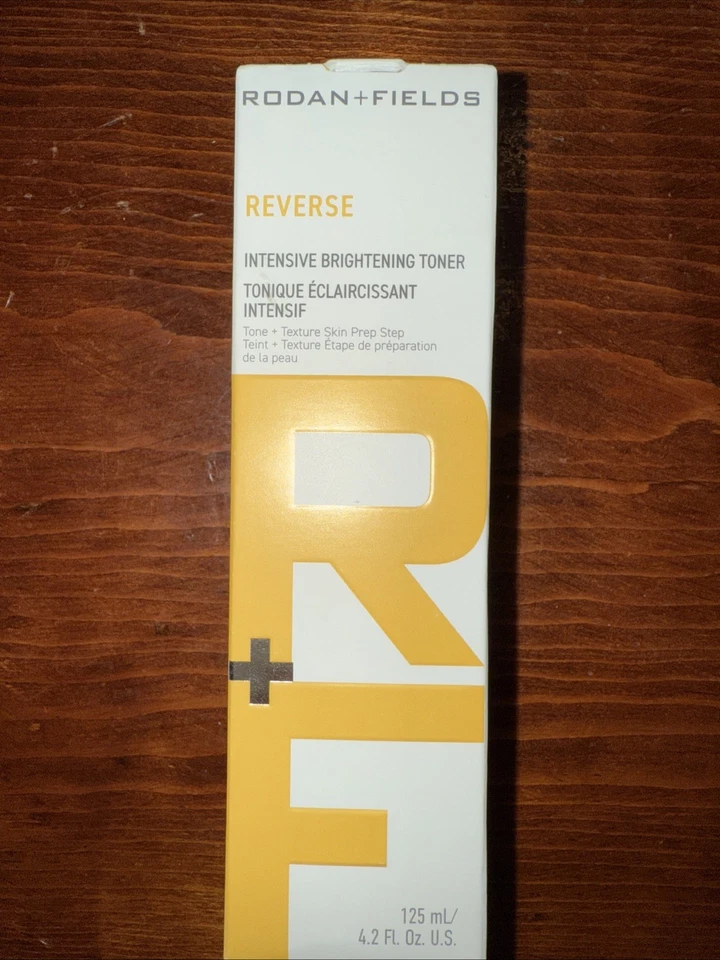 RODAN+FIELDS
REVERSE
INTENSIVE BRIGHTENING TONER
TONIQUE ÉCLAIRCISSANT
INTENSIF
Tone + Texture Skin Prep Step
Teint + Texture Étape de préparation
de la peau
R
+
F
125 mL/
4.2 Fl. Oz. U.S.